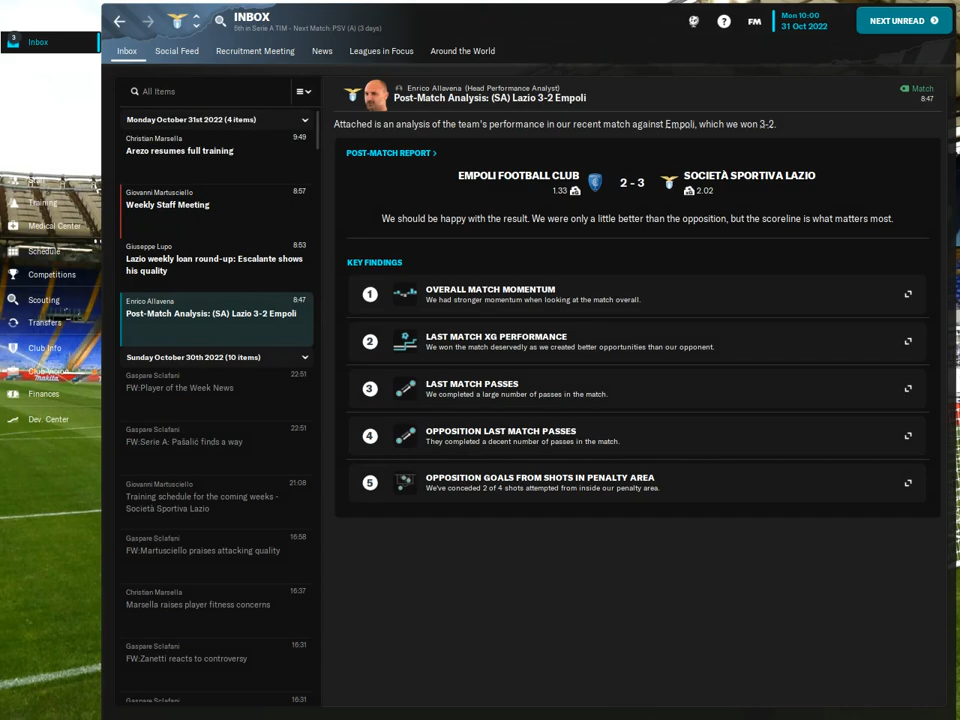 INBOX
5th in Serie A TIM - Next Match: PSV (A) (3 days)
FM
Mon 10:00
31 Oct 2022
NEXT UNREAD
3
Inbox
Training
Medical Center
Schedule
Competitions
Scouting
Transfers
Club Info
Club Vision
Finances
Dev. Center
Inbox
Social Feed
Recruitment Meeting
News
Leagues in Focus
Around the World
All Items
Monday October 31st 2022 (4 items)
Christian Marsella
9:49
Arezo resumes full training
Giovanni Martusciello
8:57
Weekly Staff Meeting
Giuseppe Lupo
8:53
Lazio weekly loan round-up: Escalante shows
his quality
Enrico Allavena
8:47
Post-Match Analysis: (SA) Lazio 3-2 Empoli
Sunday October 30th 2022 (10 items)
Gaspare Sclafani
22:51
FW:Player of the Week News
Gaspare Sclafani
22:51
FW:Serie A: Pašalić finds a way
Giovanni Martusciello
21:08
Training schedule for the coming weeks -
Società Sportiva Lazio
Gaspare Sclafani
16:58
FW:Martusciello praises attacking quality
Christian Marsella
16:37
Marsella raises player fitness concerns
Gaspare Sclafani
16:31
FW:Zanetti reacts to controversy
Gaspare Sclafani
16:31
Enrico Allavena (Head Performance Analyst)
Post-Match Analysis: (SA) Lazio 3-2 Empoli
Match
8:47
Attached is an analysis of the team's performance in our recent match against Empoli, which we won 3-2.
POST-MATCH REPORT >
EMPOLI FOOTBALL CLUB
1.33
2 - 3
SOCIETÀ SPORTIVA LAZIO
2.02
We should be happy with the result. We were only a little better than the opposition, but the scoreline is what matters most.
KEY FINDINGS
1
OVERALL MATCH MOMENTUM
We had stronger momentum when looking at the match overall.
2
LAST MATCH XG PERFORMANCE
We won the match deservedly as we created better opportunities than our opponent.
3
LAST MATCH PASSES
We completed a large number of passes in the match.
4
OPPOSITION LAST MATCH PASSES
They completed a decent number of passes in the match.
5
OPPOSITION GOALS FROM SHOTS IN PENALTY AREA
We've conceded 2 of 4 shots attempted from inside our penalty area.